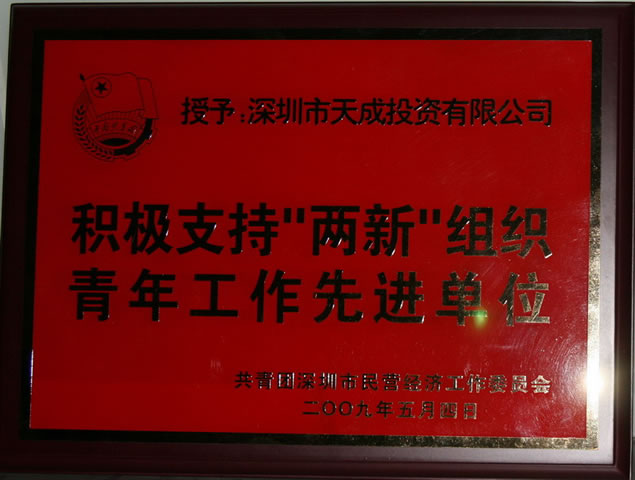 授予:深圳市天成投资有限公司
积极支持"两新"组织
青年工作先进单位
共青团深圳市民营经济工作委员会
二〇〇九年五月四日